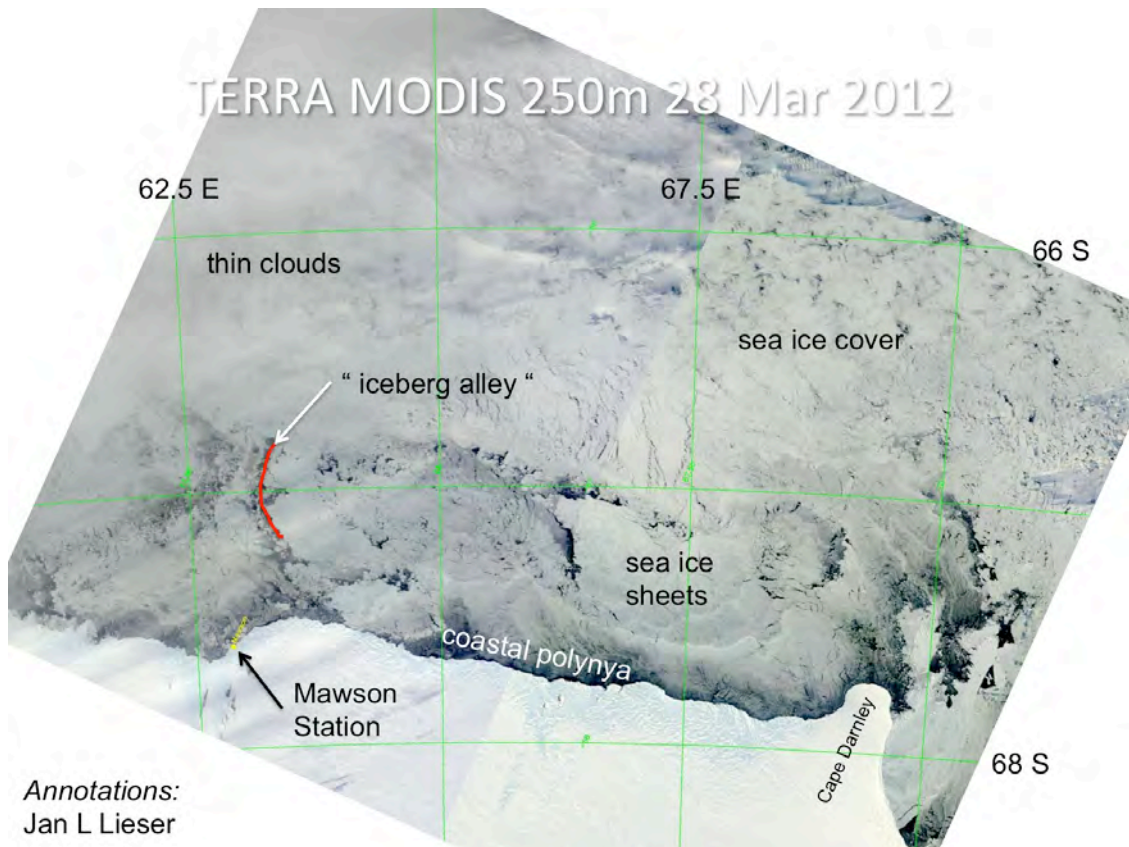 TERRA MODIS 250m 28 Mar 2012
62.5 E
67.5 E
66 S
thin clouds
sea ice cover
“ iceberg alley “
sea ice
sheets
coastal polynya
Mawson
Station
Cape Darnley
68 S
Annotations:
Jan L Lieser